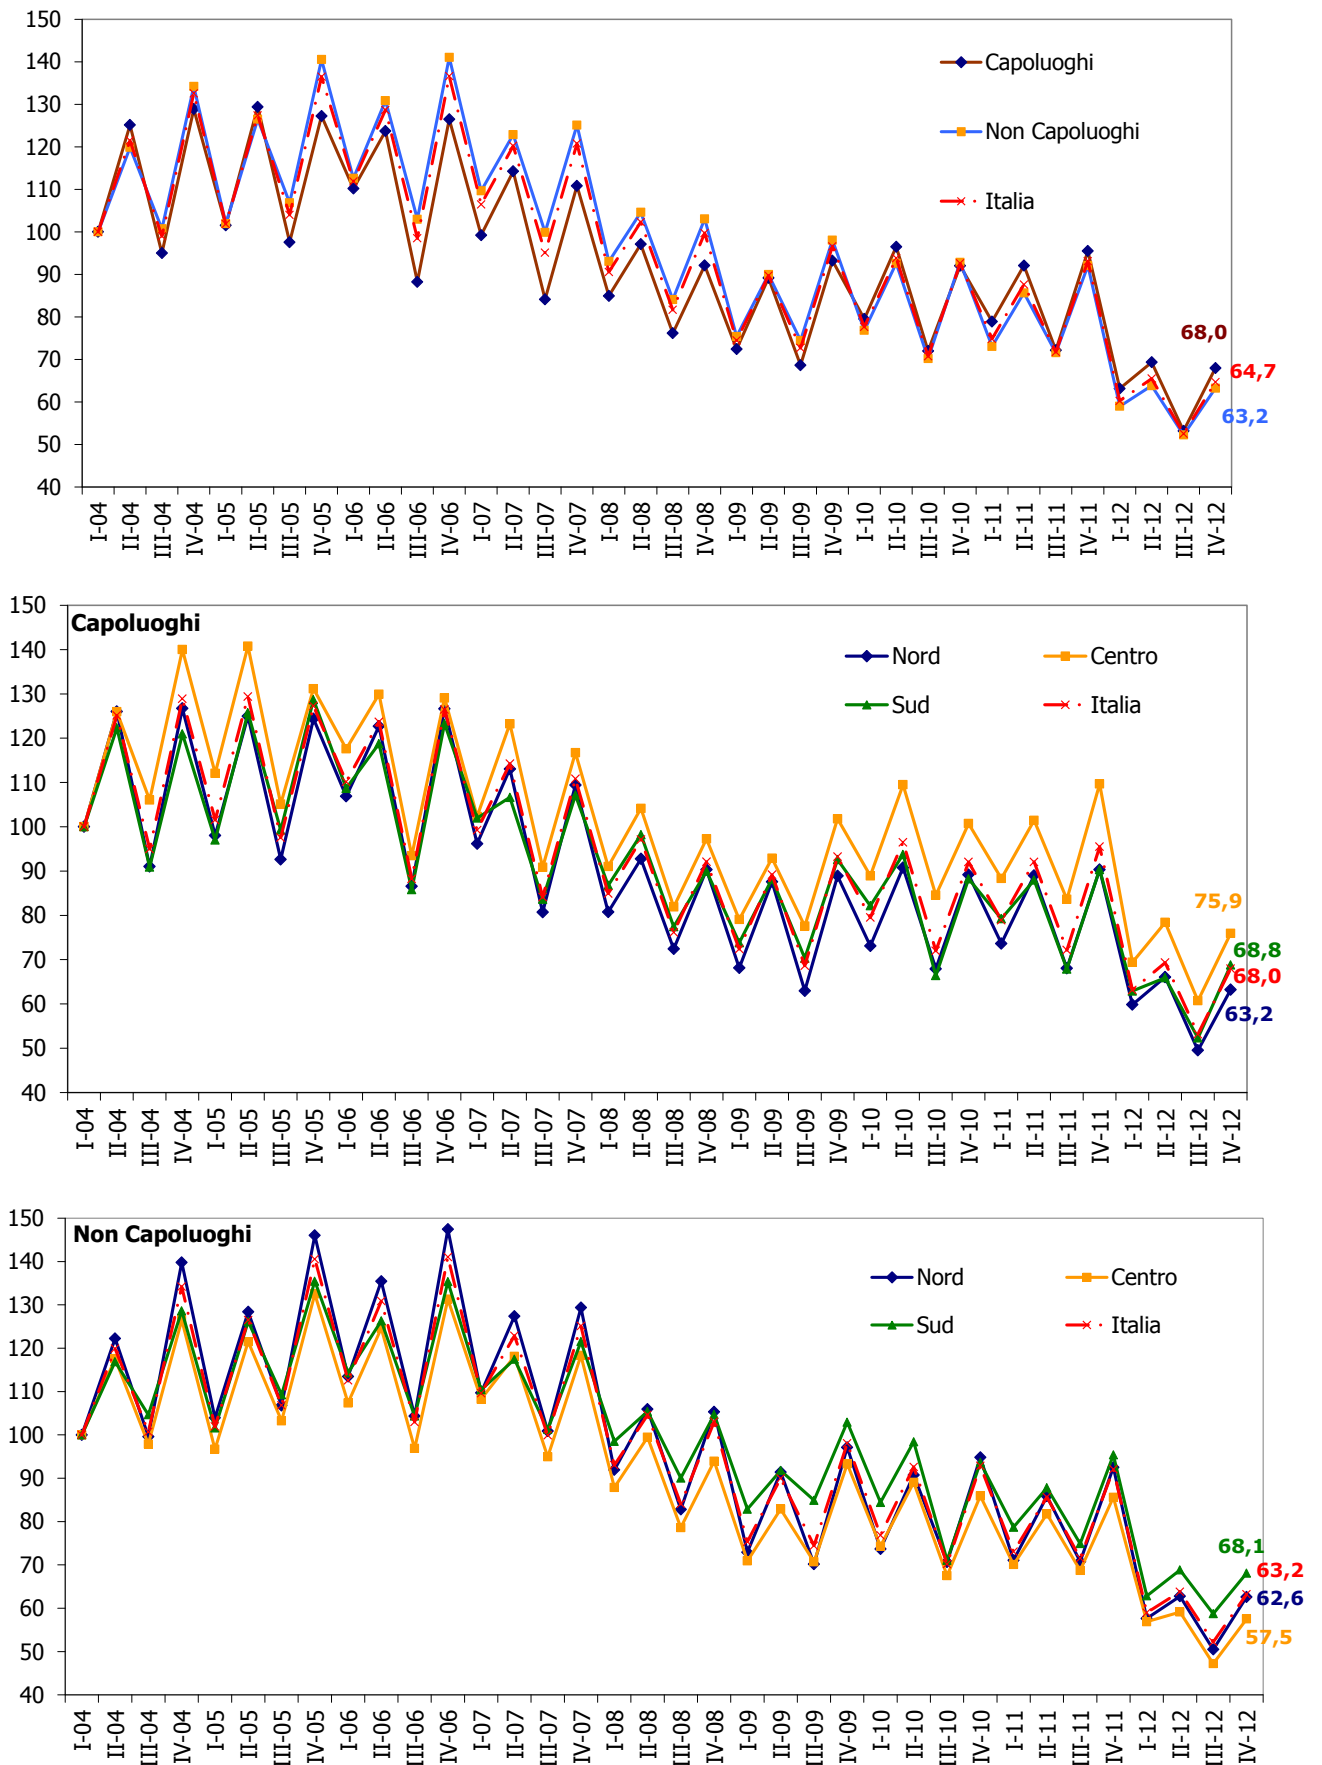 150
140
130
120
110
100
90
80
70
60
50
40
Capoluoghi
Non Capoluoghi
Italia
68,0
64,7
63,2
I-04
II-04
III-04
IV-04
I-05
II-05
III-05
IV-05
I-06
II-06
III-06
IV-06
I-07
II-07
III-07
IV-07
I-08
II-08
III-08
IV-08
I-09
II-09
III-09
IV-09
I-10
II-10
III-10
IV-10
I-11
II-11
III-11
IV-11
I-12
II-12
III-12
IV-12
Capoluoghi
150
140
130
120
110
100
90
80
70
60
50
40
Nord
Centro
Sud
Italia
75,9
68,8
68,0
63,2
I-04
II-04
III-04
IV-04
I-05
II-05
III-05
IV-05
I-06
II-06
III-06
IV-06
I-07
II-07
III-07
IV-07
I-08
II-08
III-08
IV-08
I-09
II-09
III-09
IV-09
I-10
II-10
III-10
IV-10
I-11
II-11
III-11
IV-11
I-12
II-12
III-12
IV-12
Non Capoluoghi
150
140
130
120
110
100
90
80
70
60
50
40
Nord
Centro
Sud
Italia
68,1
63,2
62,6
57,5
I-04
II-04
III-04
IV-04
I-05
II-05
III-05
IV-05
I-06
II-06
III-06
IV-06
I-07
II-07
III-07
IV-07
I-08
II-08
III-08
IV-08
I-09
II-09
III-09
IV-09
I-10
II-10
III-10
IV-10
I-11
II-11
III-11
IV-11
I-12
II-12
III-12
IV-12